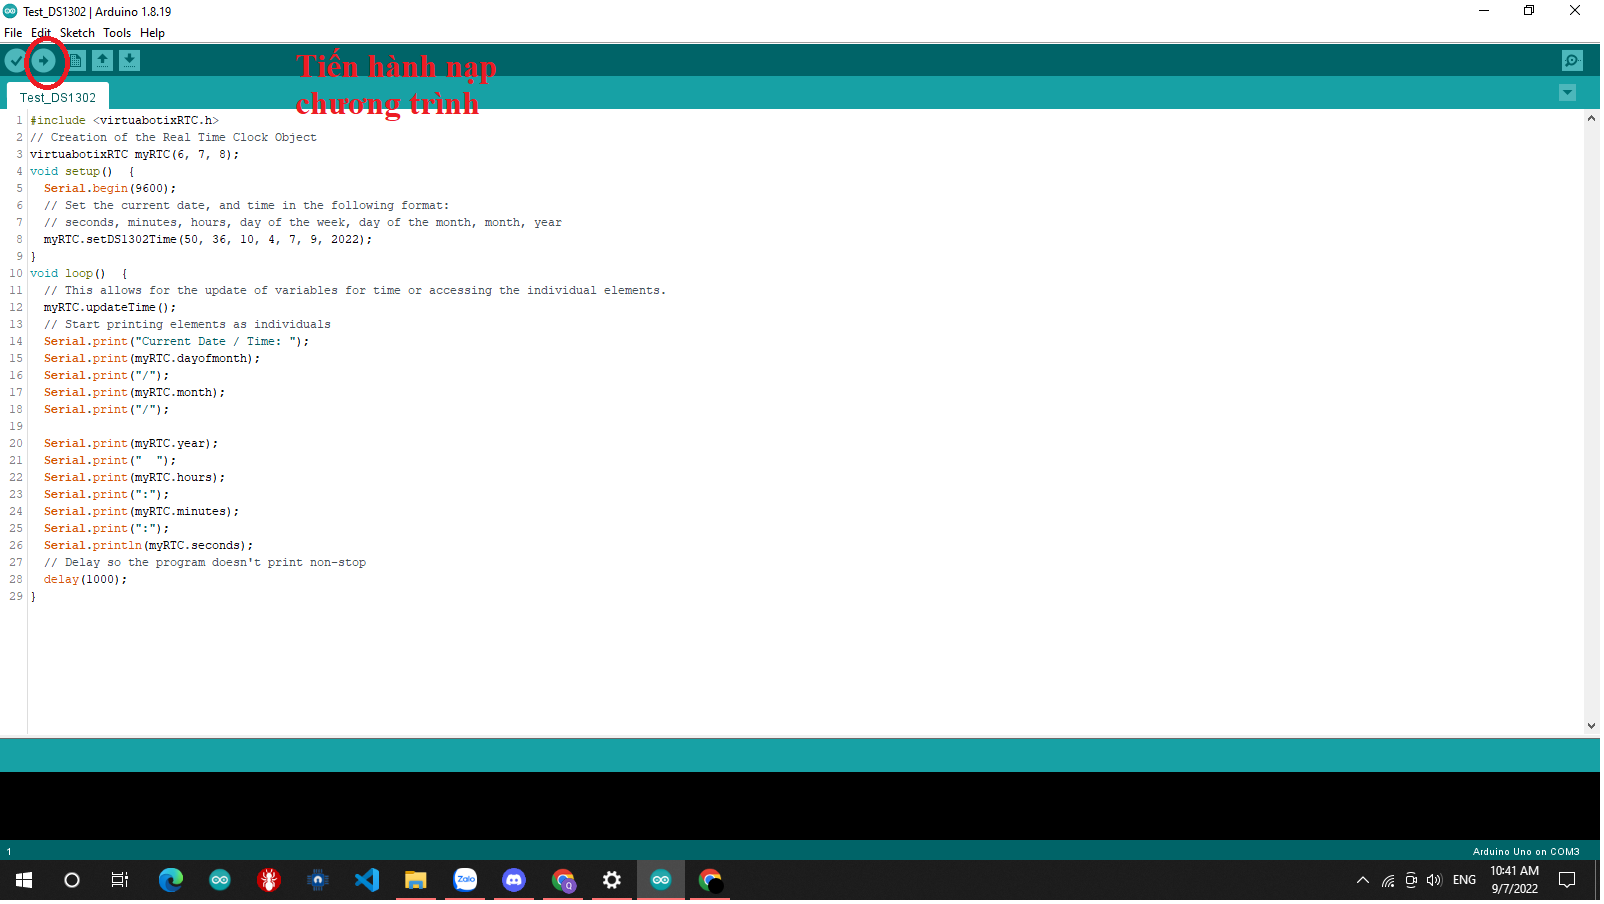 Test_DS1302 | Arduino 1.8.19
File Edit Sketch Tools Help
Tiến hành nạp
chương trình
Test_DS1302
1 #include <virtuabotixRTC.h>
2 // Creation of the Real Time Clock Object
3 virtuabotixRTC myRTC(6, 7, 8);
4 void setup()  {
5   Serial.begin(9600);
6   // Set the current date, and time in the following format:
7   // seconds, minutes, hours, day of the week, day of the month, month, year
8   myRTC.setDS1302Time(50, 36, 10, 4, 7, 9, 2022);
9 }
10 void loop()  {
11   // This allows for the update of variables for time or accessing the individual elements.
12   myRTC.updateTime();
13   // Start printing elements as individuals
14   Serial.print("Current Date / Time: ");
15   Serial.print(myRTC.dayofmonth);
16   Serial.print("/");
17   Serial.print(myRTC.month);
18   Serial.print("/");
19
20   Serial.print(myRTC.year);
21   Serial.print("  ");
22   Serial.print(myRTC.hours);
23   Serial.print(":");
24   Serial.print(myRTC.minutes);
25   Serial.print(":");
26   Serial.println(myRTC.seconds);
27   // Delay so the program doesn't print non-stop
28   delay(1000);
29 }
1 Arduino Uno on COM3
Zalo
Q
ENG
10:41 AM
9/7/2022